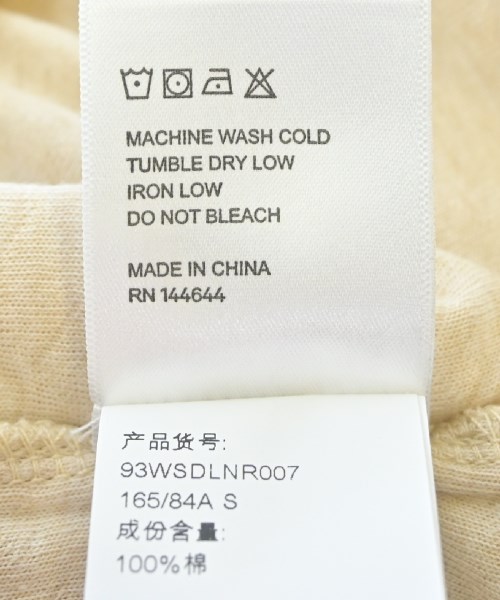 MACHINE WASH COLD
TUMBLE DRY LOW
IRON LOW
DO NOT BLEACH
MADE IN CHINA
RN 144644
产品货号:
93WSDLNR007
165/84A S
成份含量:
100%棉